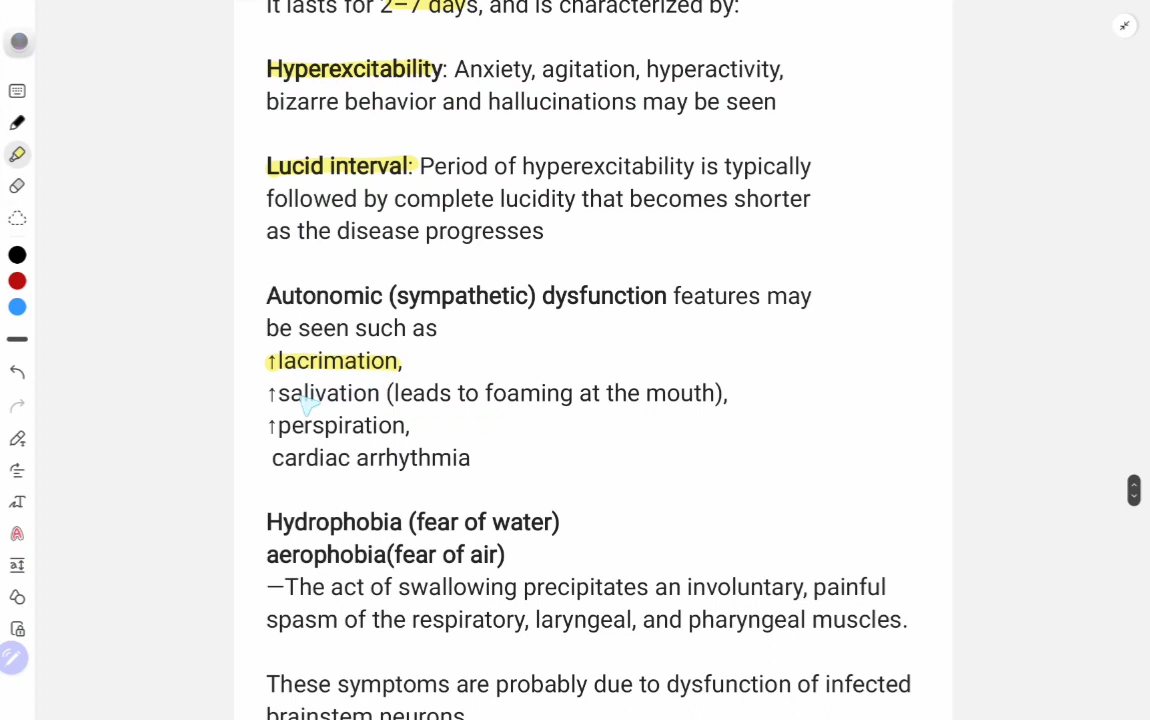 It lasts for 2–7 days, and is characterized by:
Hyperexcitability: Anxiety, agitation, hyperactivity,
bizarre behavior and hallucinations may be seen
Lucid interval: Period of hyperexcitability is typically
followed by complete lucidity that becomes shorter
as the disease progresses
Autonomic (sympathetic) dysfunction features may
be seen such as
↑lacrimation,
↑salivation (leads to foaming at the mouth),
↑perspiration,
cardiac arrhythmia
Hydrophobia (fear of water)
aerophobia(fear of air)
—The act of swallowing precipitates an involuntary, painful
spasm of the respiratory, laryngeal, and pharyngeal muscles.
These symptoms are probably due to dysfunction of infected
brainstem neurons